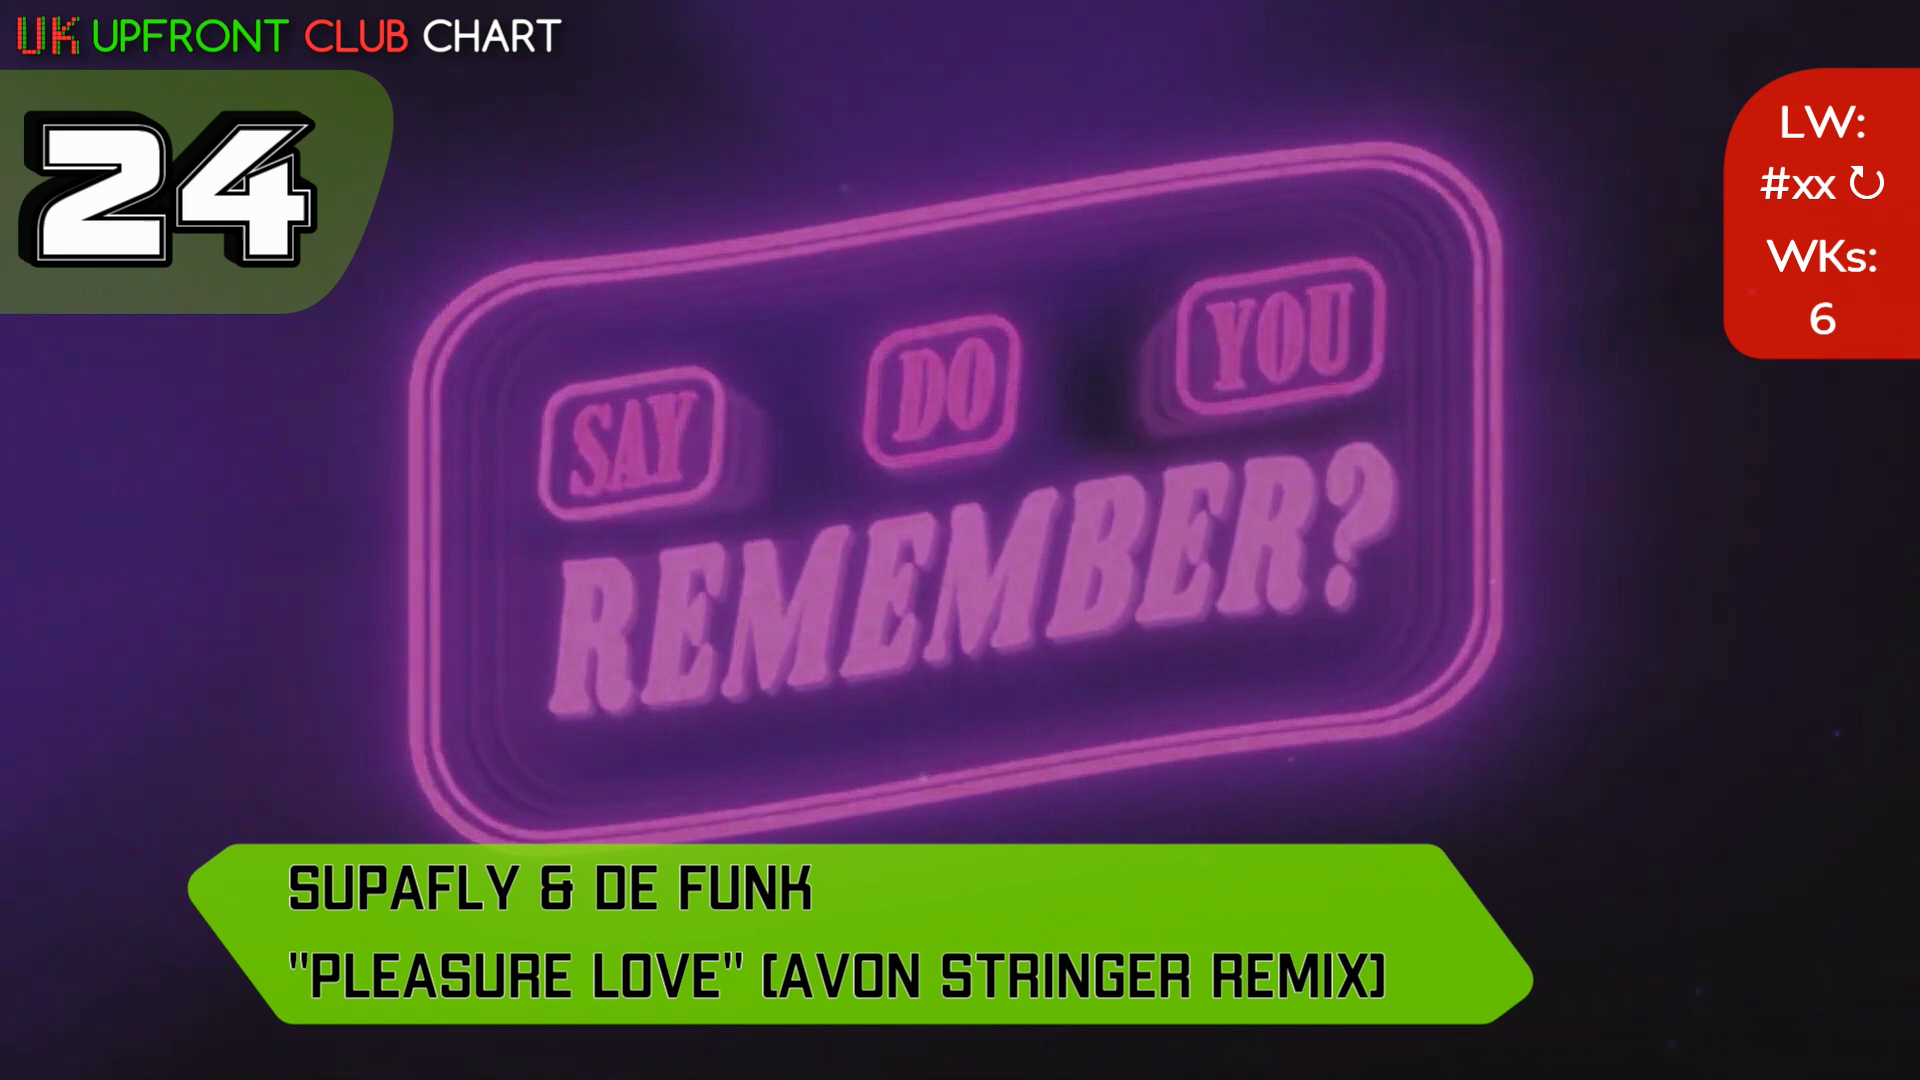 UK UPFRONT CLUB CHART
24
LW:
#xx ↻
WKs:
6
SAY DO YOU
REMEMBER?
SUPAFLY & DE FUNK
"PLEASURE LOVE" (AVON STRINGER REMIX)